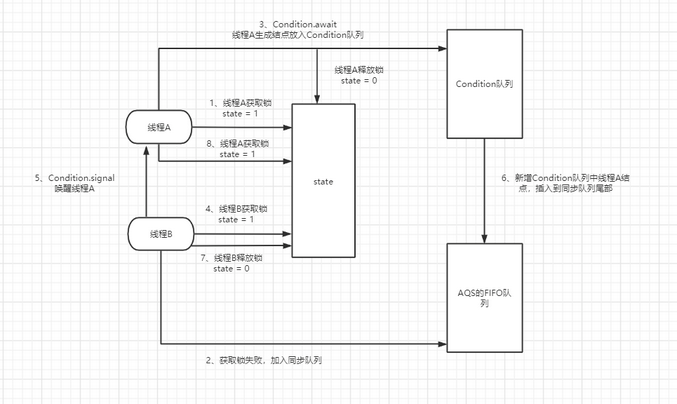 3、Condition.await
线程A生成结点放入Condition队列
线程A释放锁
state = 0
Condition队列
1、线程A获取锁
state = 1
线程A
8、线程A获取锁
state = 1
state
5、Condition.signal
唤醒线程A
6、新增Condition队列中线程A结
点，插入到同步队列尾部
4、线程B获取锁
state = 1
线程B
7、线程B释放锁
state = 0
AQS的FIFO队
列
2、获取锁失败，加入同步队列